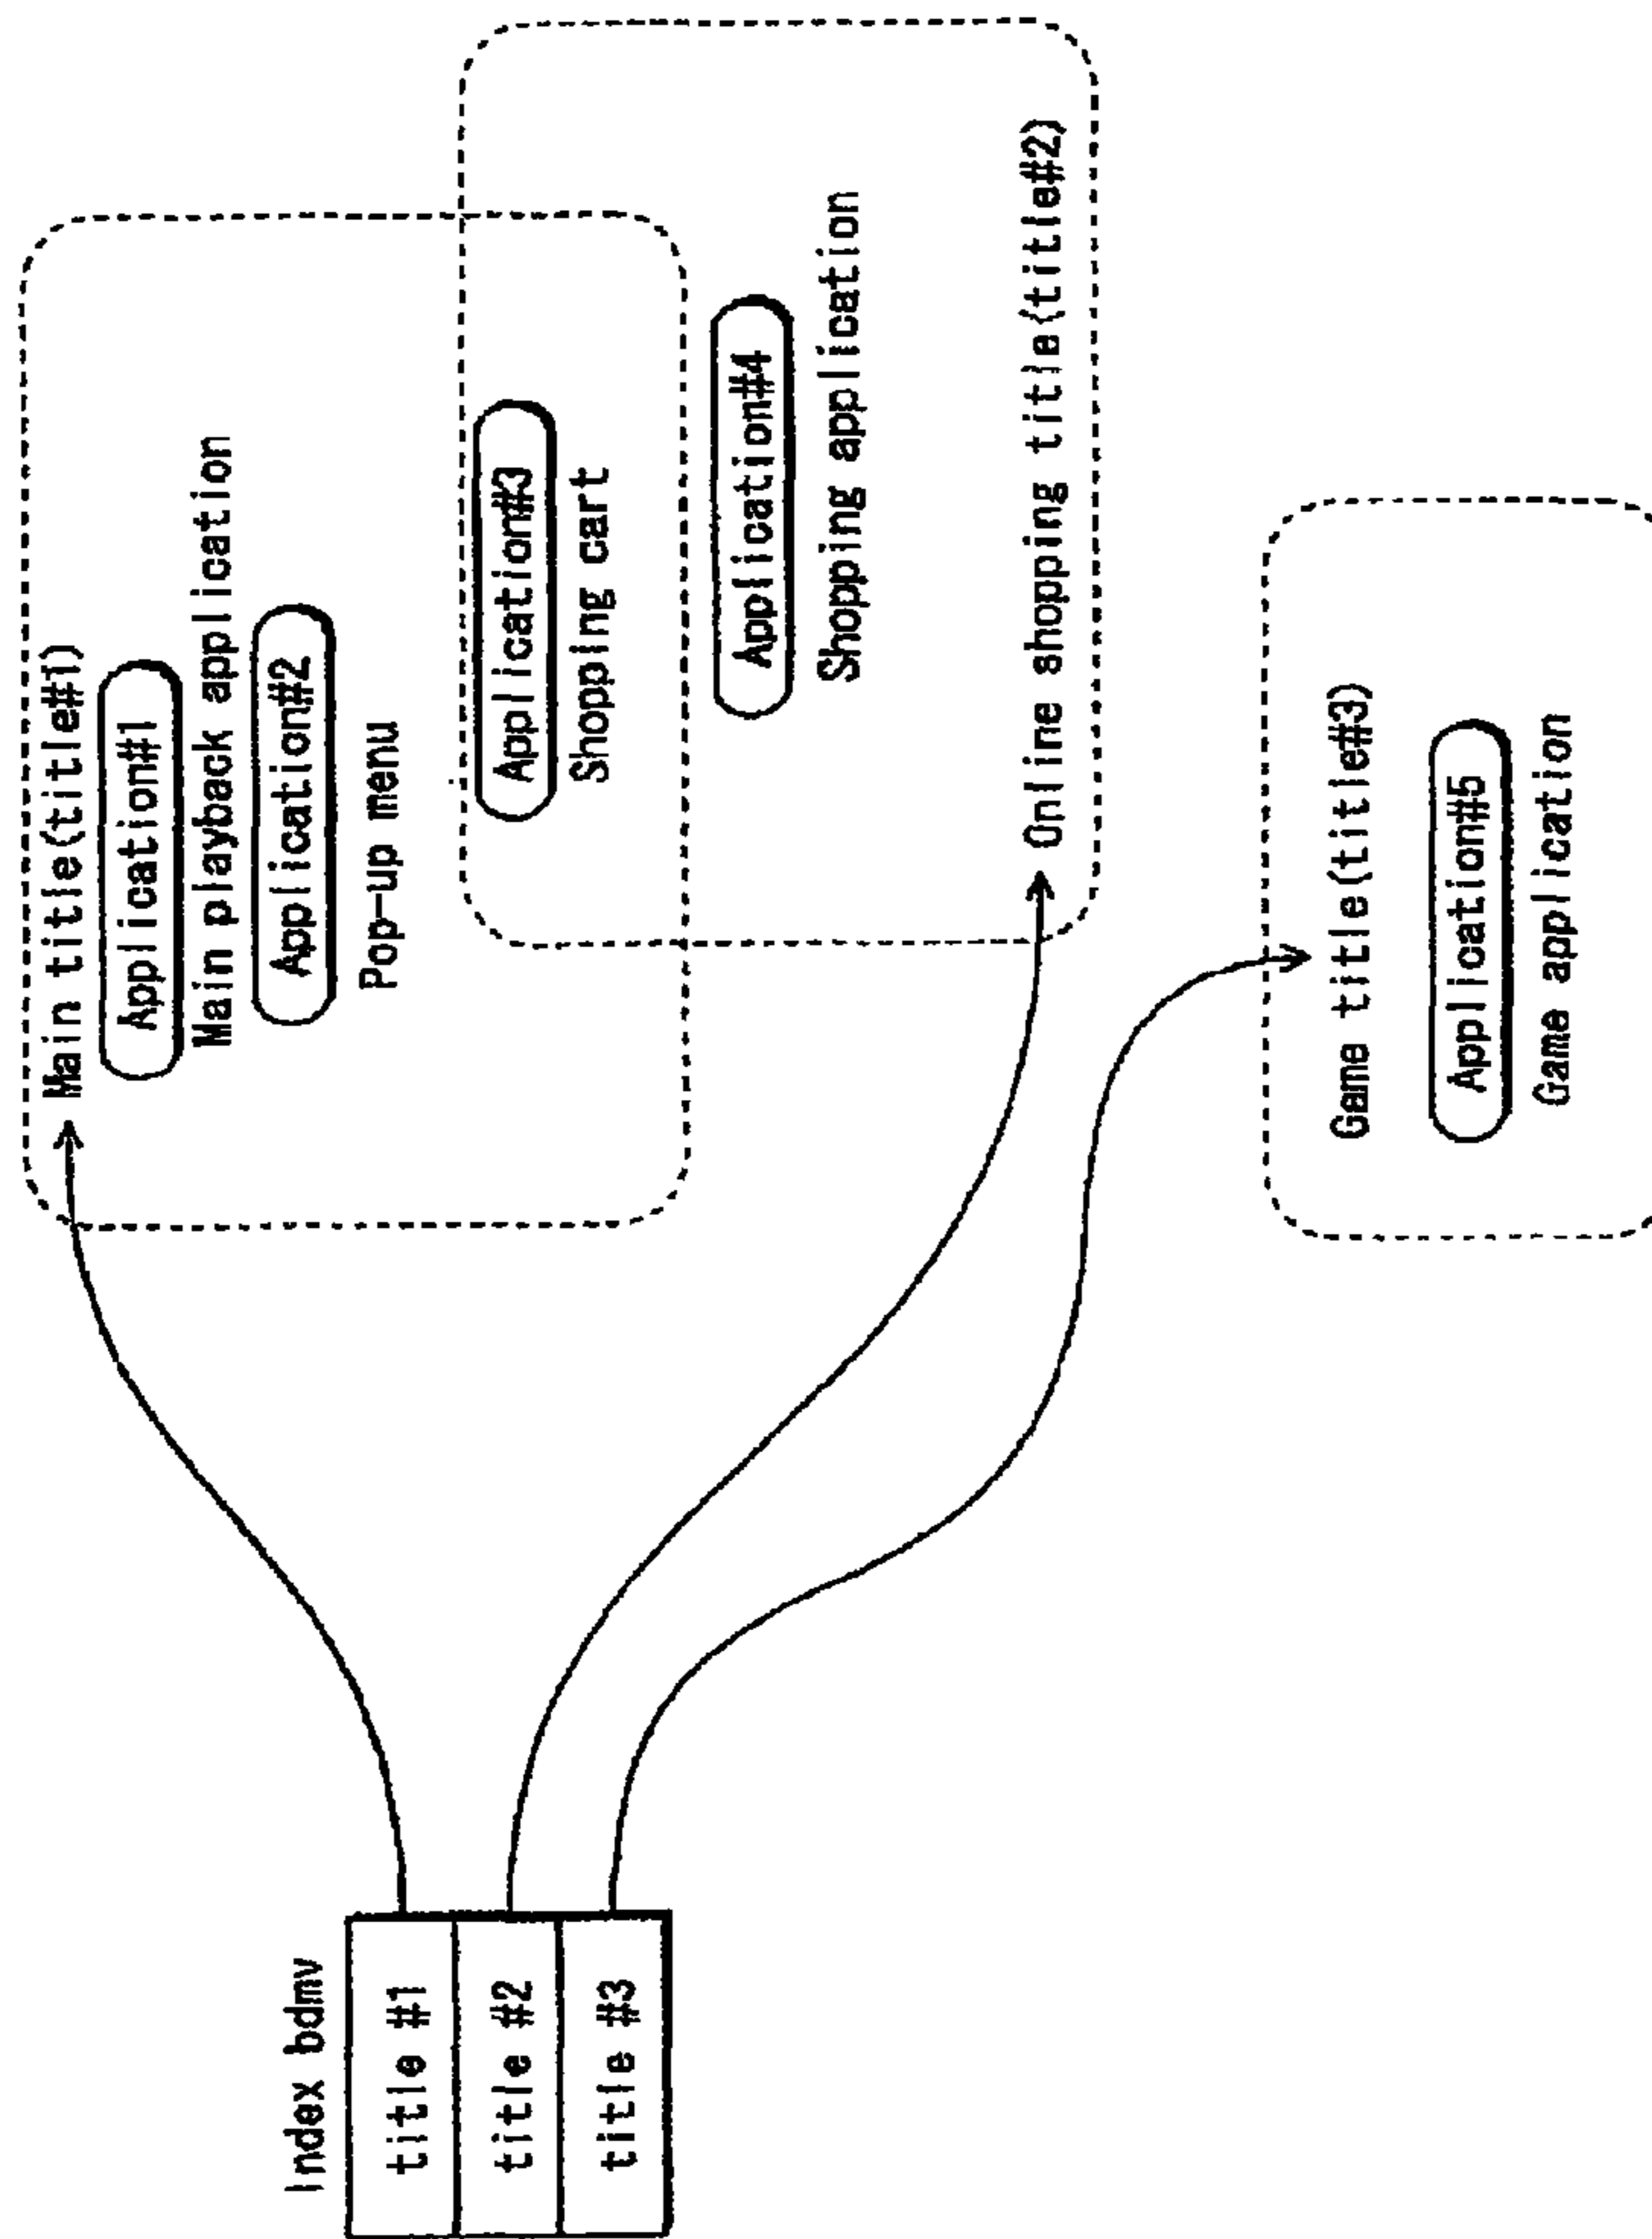 Index bdmv
title #1
title #2
title #3
Main title(title#1)
Application#1
Main playback application
Application#2
Pop-up menu
Application#3
Shopping cart
Application#4
Shopping application
Online shopping title(title#2)
Game title(title#3)
Application#5
Game application